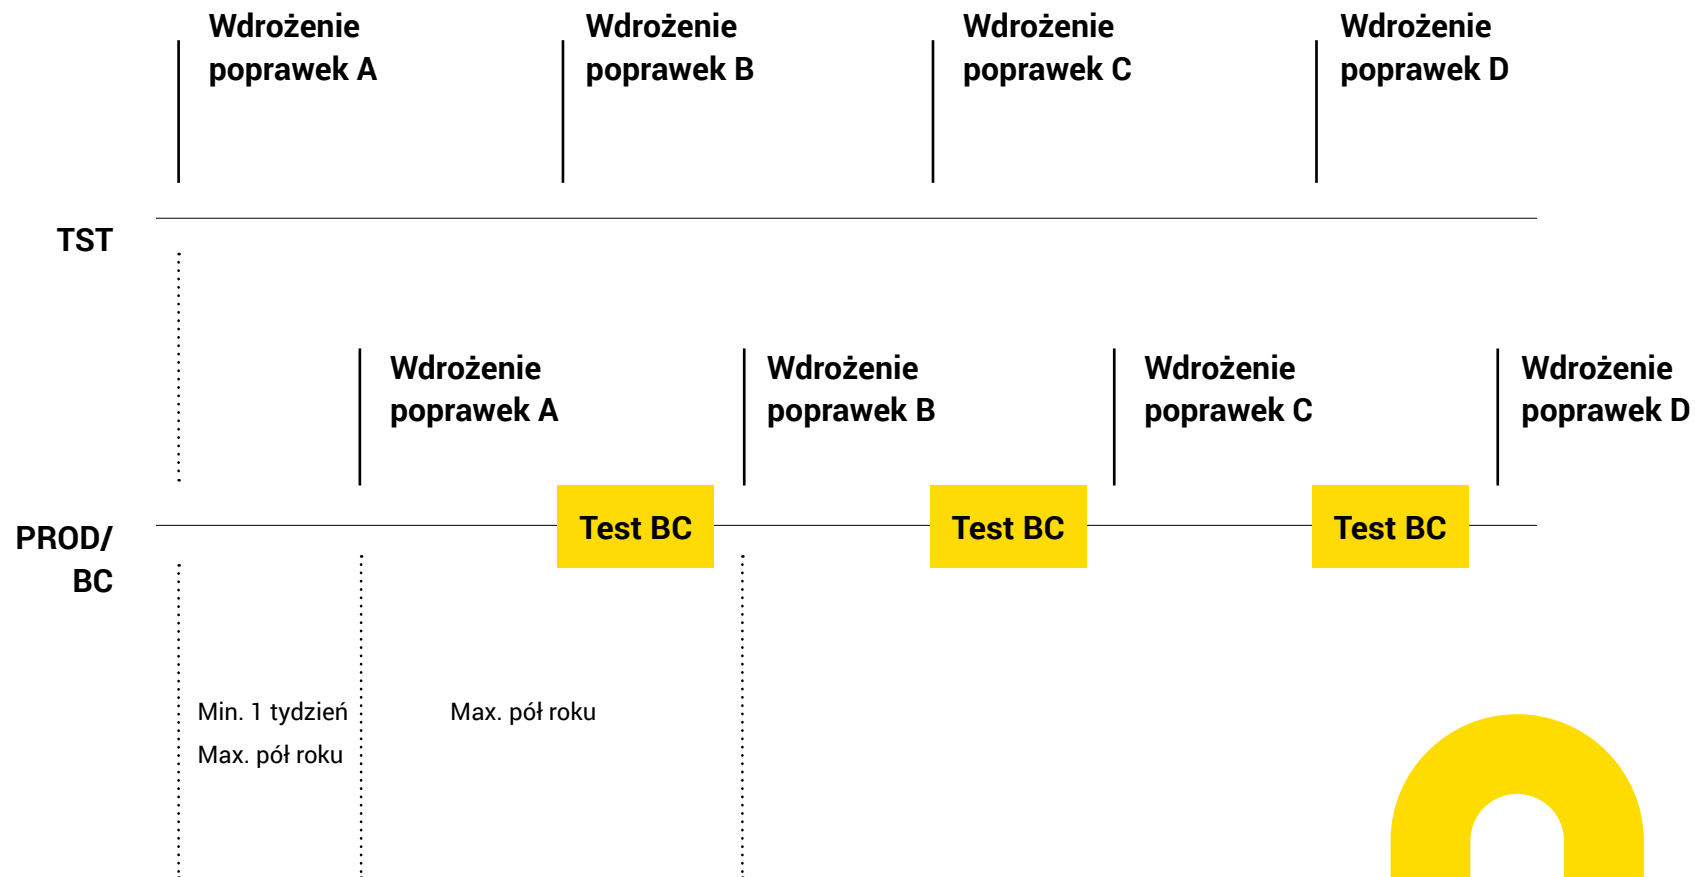 Wdrożenie
poprawek A
Wdrożenie
poprawek B
Wdrożenie
poprawek C
Wdrożenie
poprawek D
TST
Wdrożenie
poprawek A
Wdrożenie
poprawek B
Wdrożenie
poprawek C
Wdrożenie
poprawek D
PROD/
BC
Test BC
Test BC
Test BC
Min. 1 tydzień
Max. pół roku
Max. pół roku